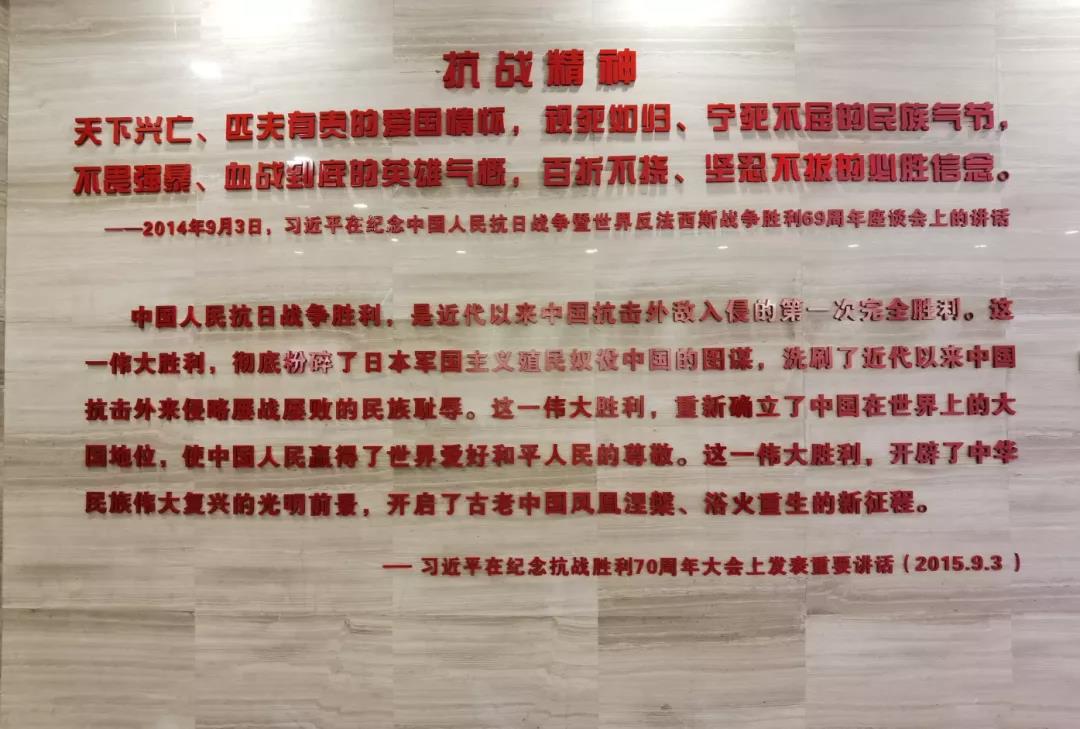 抗战精神
天下兴亡、匹夫有责的爱国情怀，视死如归、宁死不屈的民族气节，
不畏强暴、血战到底的英雄气概，百折不挠、坚忍不拔的必胜信念。
——2014年9月3日，习近平在纪念中国人民抗日战争暨世界反法西斯战争胜利69周年座谈会上的讲话
中国人民抗日战争胜利，是近代以来中国抗击外敌入侵的第一次完全胜利。这
一伟大胜利，彻底粉碎了日本军国主义殖民奴役中国的图谋，洗刷了近代以来中国
抗击外来侵略屡战屡败的民族耻辱。这一伟大胜利，重新确立了中国在世界上的大
国地位，使中国人民赢得了世界爱好和平人民的尊敬。这一伟大胜利，开辟了中华
民族伟大复兴的光明前景，开启了古老中国凤凰涅槃、浴火重生的新征程。
—— 习近平在纪念抗战胜利70周年大会上发表重要讲话（2015.9.3 ）